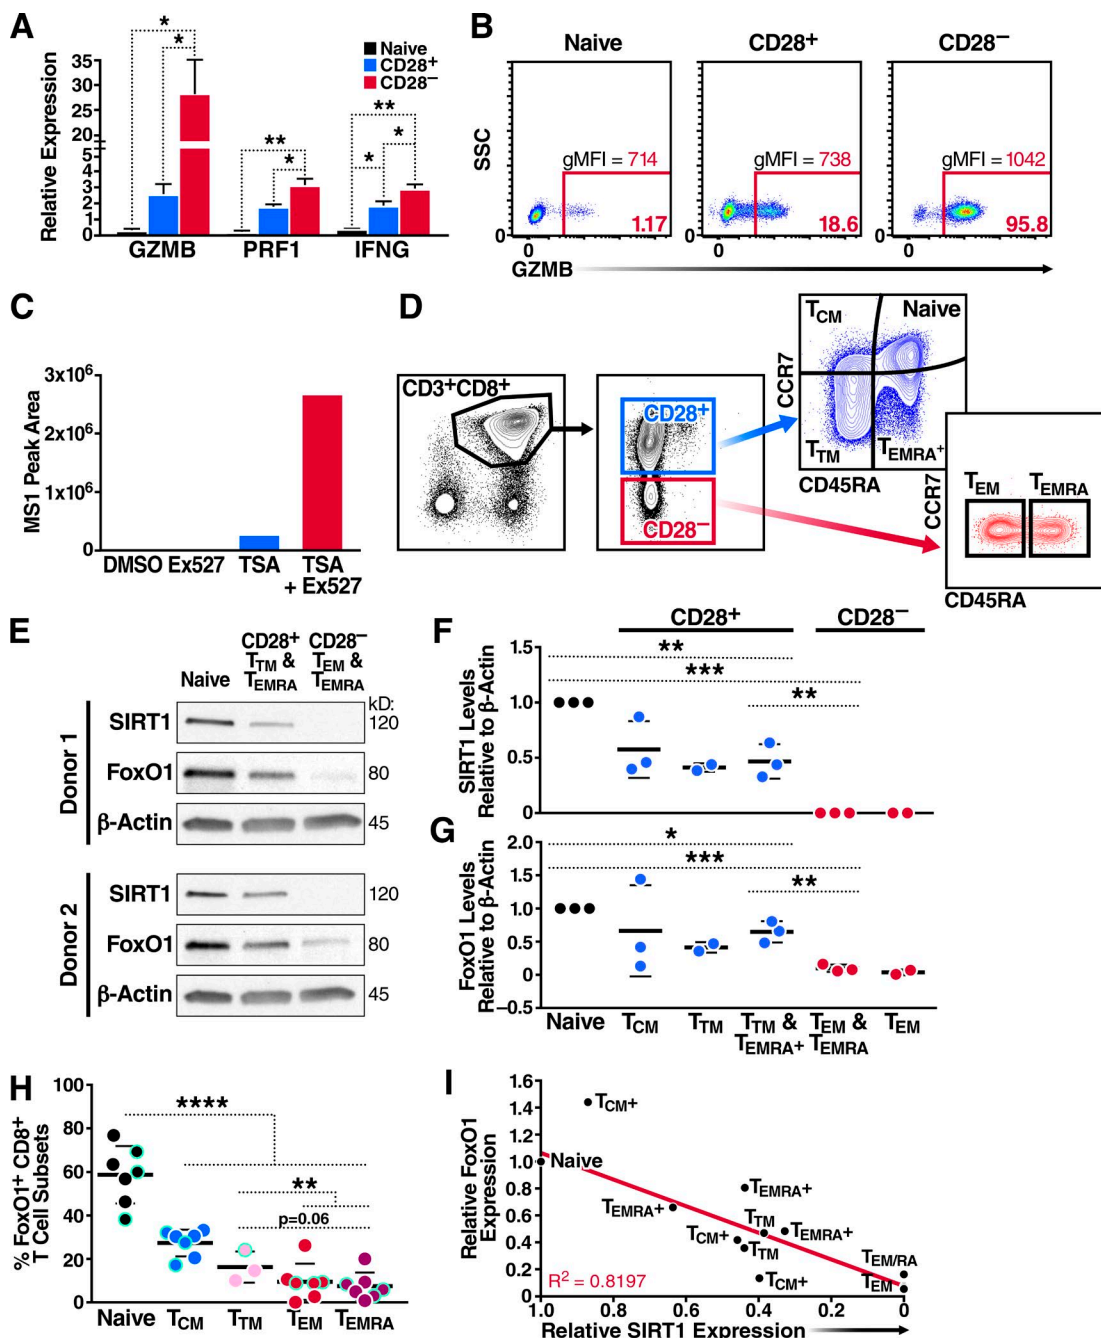 A
Relative Expression
35
30
25
20
5
4
3
2
1
0
*
*
**
*
**
*
*
Naive
CD28+
CD28−
GZMB PRF1 IFNG
B
Naive CD28+ CD28−
SSC
gMFI = 714
gMFI = 738
gMFI = 1042
1.17
18.6
95.8
0
0 0 0
GZMB
C
MS1 Peak Area
3x10⁶
2x10⁶
1x10⁶
0
DMSO Ex527 TSA TSA
+ Ex527
D
CD3+CD8+
CD28+
CD28−
TCM Naive
TTM TEMRA+
CCR7
CD45RA
TEM TEMRA
CCR7
CD45RA
E
Naive
CD28+
TTM &
TEMRA
CD28−
TEM &
TEMRA
kD:
Donor 1
SIRT1 120
FoxO1 80
β-Actin 45
Donor 2
SIRT1 120
FoxO1 80
β-Actin 45
F
CD28+ CD28−
SIRT1 Levels
Relative to β-Actin
1.5
1.0
0.5
0
**
***
**
G
FoxO1 Levels
Relative to β-Actin
2.0
1.5
1.0
0.5
0
−0.5
*
***
**
Naive TCM TTM TTM & TEM & TEM
TEMRA+ TEMRA
H
% FoxO1+ CD8+
T Cell Subsets
100
80
60
40
20
0
****
**
p=0.06
Naive TCM TTM TEM TEMRA
I
Relative FoxO1
Expression
1.6
1.4
1.2
1.0
0.8
0.6
0.4
0.2
0
TCM+
Naive
TEMRA+
TEMRA+
TTM
TEMRA+
TCM+
TTM
TCM+
TEM/RA
TEM
R² = 0.8197
1.0 0.8 0.6 0.4 0.2 0
Relative SIRT1 Expression